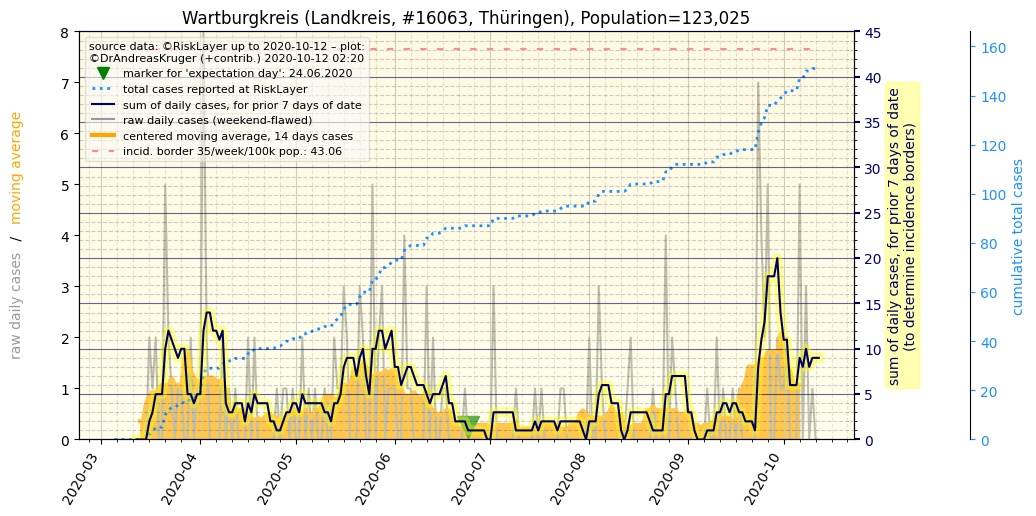 Wartburgkreis (Landkreis, #16063, Thüringen), Population=123,025
source data: ©RiskLayer up to 2020-10-12 – plot:
©DrAndreasKruger (+contrib.) 2020-10-12 02:20
marker for 'expectation day': 24.06.2020
total cases reported at RiskLayer
sum of daily cases, for prior 7 days of date
raw daily cases (weekend-flawed)
centered moving average, 14 days cases
incid. border 35/week/100k pop.: 43.06
raw daily cases / moving average
8
7
6
5
4
3
2
1
0
45
40
35
30
25
20
15
10
5
0
sum of daily cases, for prior 7 days of date
(to determine incidence borders)
160
140
120
100
80
60
40
20
0
cumulative total cases
2020-03
2020-04
2020-05
2020-06
2020-07
2020-08
2020-09
2020-10